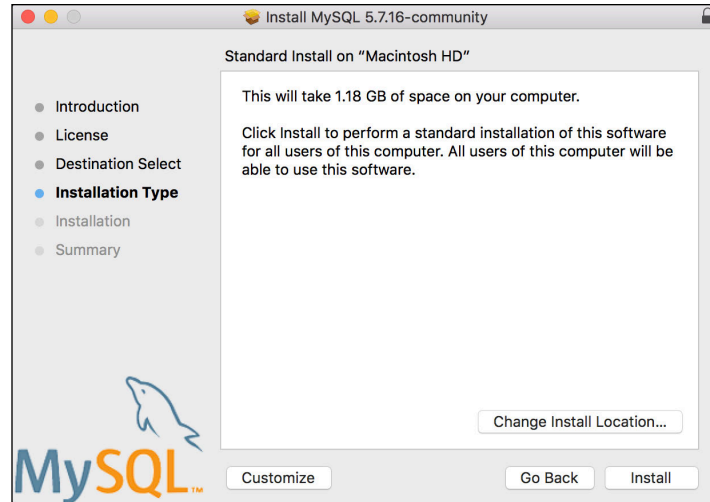 Install MySQL 5.7.16-community
Standard Install on “Macintosh HD”
Introduction
License
Destination Select
Installation Type
Installation
Summary
This will take 1.18 GB of space on your computer.
Click Install to perform a standard installation of this software
for all users of this computer. All users of this computer will be
able to use this software.
Change Install Location...
MySQL™
Customize
Go Back
Install